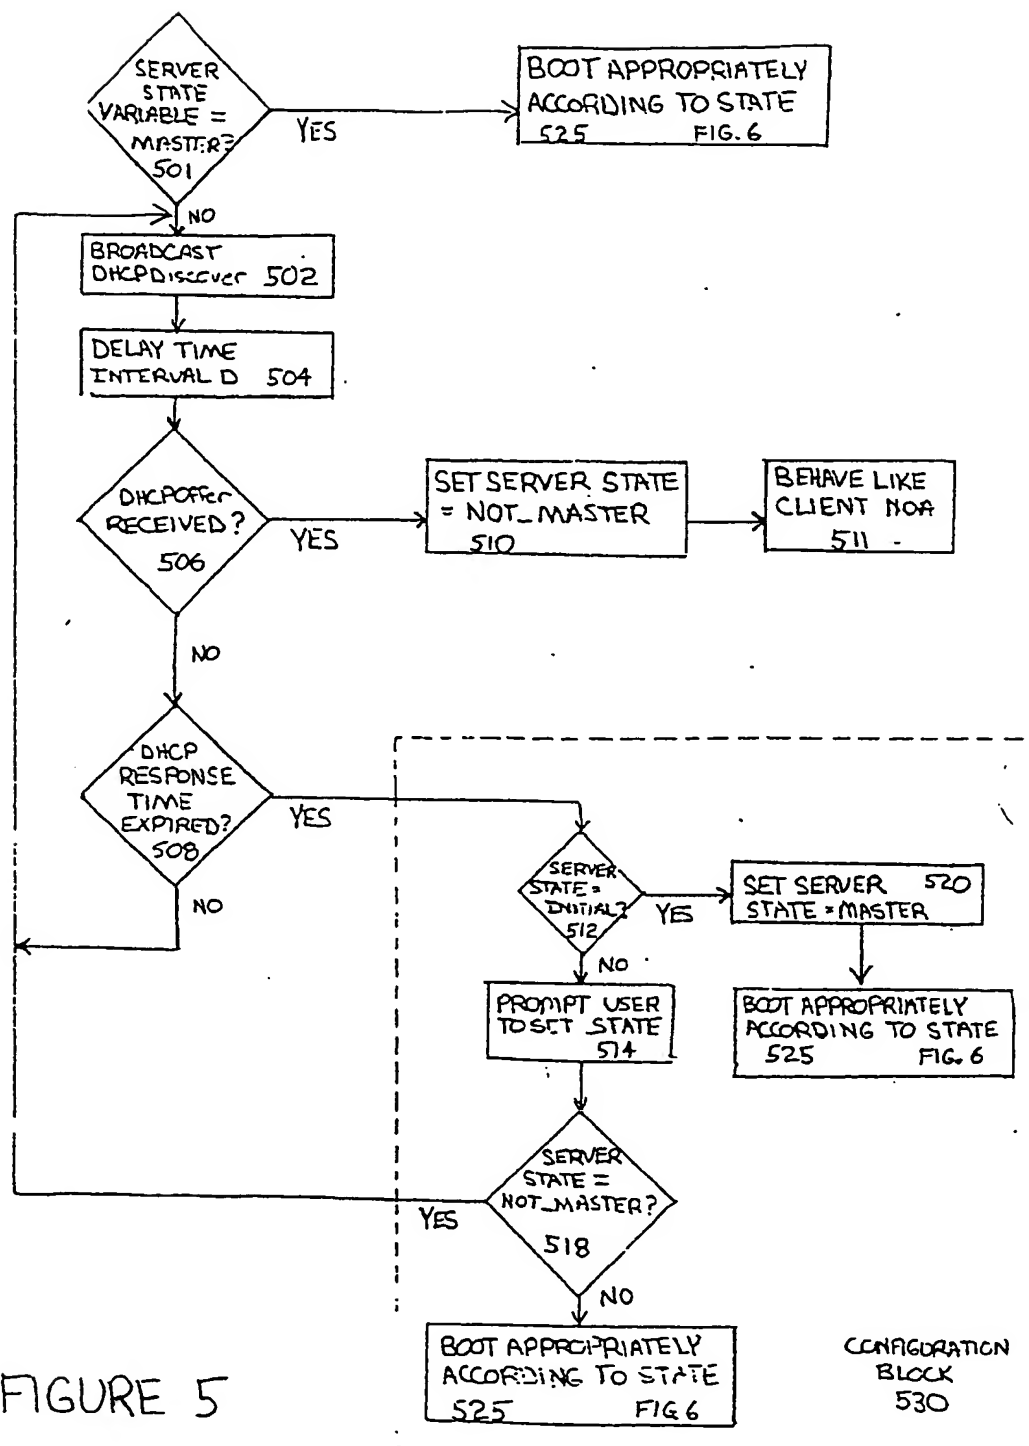 SERVER
STATE
VARIABLE =
MASTER?
501
YES
BOOT APPROPRIATELY
ACCORDING TO STATE
525 FIG. 6
NO
BROADCAST
DHCPDiscover 502
DELAY TIME
INTERVAL D 504
DHCPOffer
RECEIVED?
506
YES
SET SERVER STATE
= NOT_MASTER
510
BEHAVE LIKE
CLIENT NOA
511
NO
DHCP
RESPONSE
TIME
EXPIRED?
508
YES
NO
SERVER
STATE =
INITIAL?
512
YES
SET SERVER 520
STATE = MASTER
NO
PROMPT USER
TO SET STATE
514
BOOT APPROPRIATELY
ACCORDING TO STATE
525 FIG. 6
SERVER
STATE =
NOT_MASTER?
518
YES
NO
BOOT APPROPRIATELY
ACCORDING TO STATE
525 FIG 6
CONFIGURATION
BLOCK
530
FIGURE 5